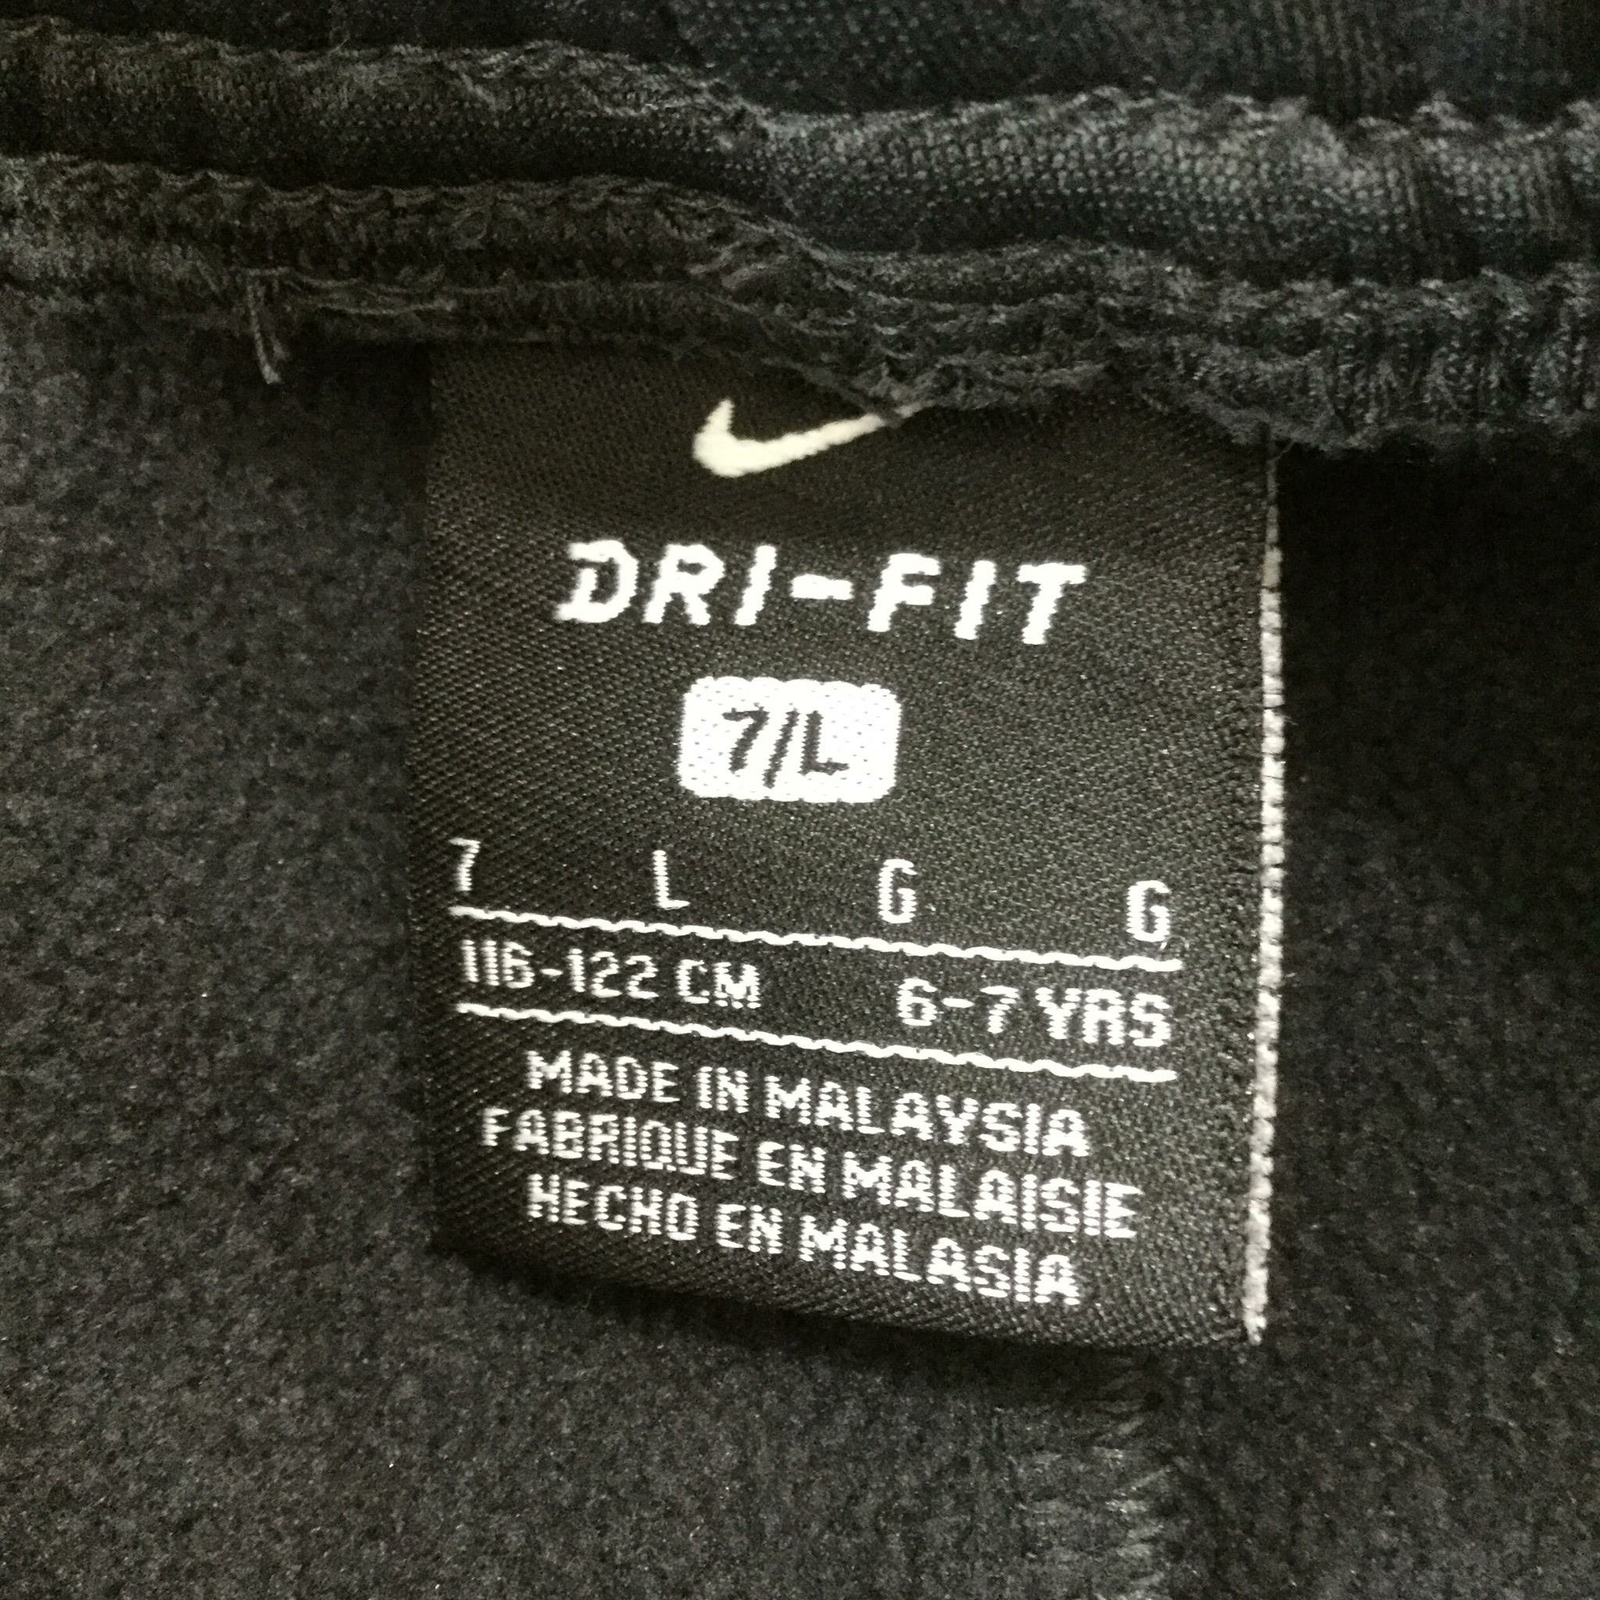 DRI-FIT
7/L
7 L G G
116-122 CM 6-7 YRS
MADE IN MALAYSIA
FABRIQUE EN MALAISIE
HECHO EN MALASIA